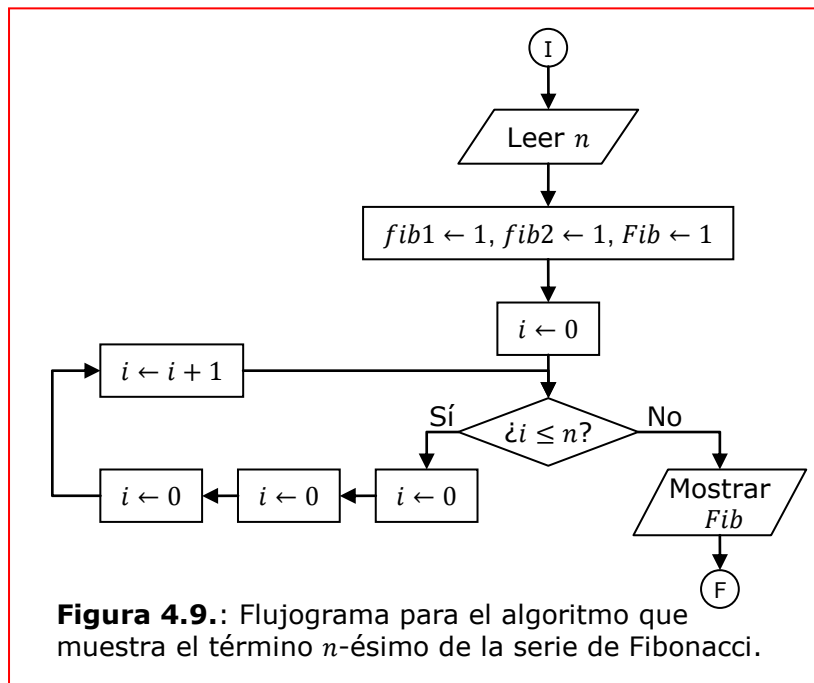 I
Leer n
fib1 ← 1, fib2 ← 1, Fib ← 1
i ← 0
i ← i + 1
Sí
¿i ≤ n?
No
i ← 0
i ← 0
i ← 0
Mostrar
Fib
F
Figura 4.9.: Flujograma para el algoritmo que
muestra el término n-ésimo de la serie de Fibonacci.